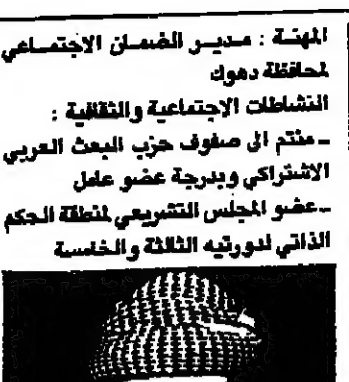 المهنة : مدير الضمان الاجتماعي
لمحافظة دهوك
النشاطات الاجتماعية والثقافية :
ـ منتم الى صفوف حزب البعث العربي
الاشتراكي وبدرجة عضو عامل
ـ عضو المجلس التشريعي لمنطقة الحكم
الذاتي لدورتيه الثالثة والخامسة